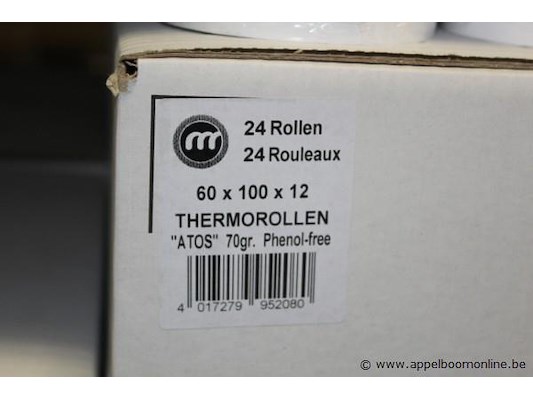 m
24 Rollen
24 Rouleaux
60 x 100 x 12
THERMOROLLEN
"ATOS" 70gr. Phenol-free
4 017279 952080
© www.appelboomonline.be